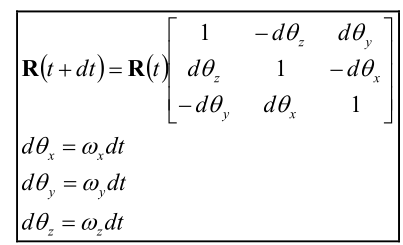 R(t + dt) = R(t) [ 1 −dθ_z dθ_y
dθ_z 1 −dθ_x
−dθ_y dθ_x 1 ]
dθ_x = ω_x dt
dθ_y = ω_y dt
dθ_z = ω_z dt